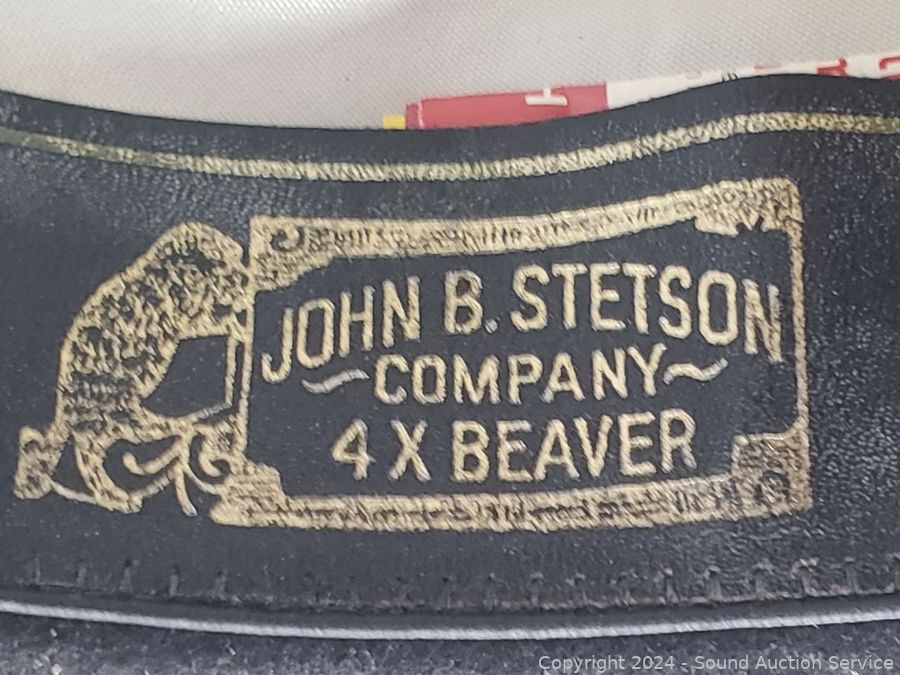 JOHN B. STETSON
~COMPANY~
4 X BEAVER
Copyright 2024 - Sound Auction Service